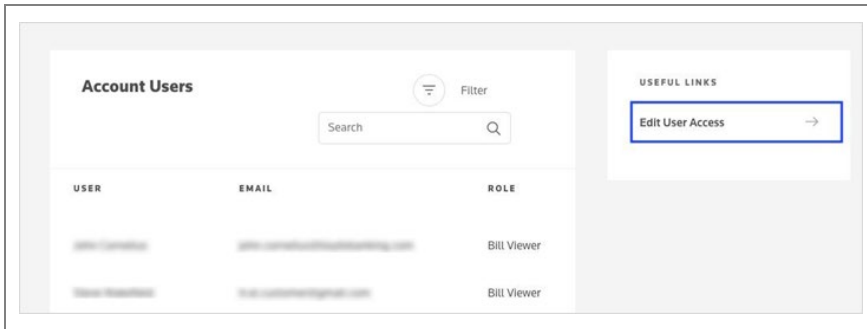 Account Users
Filter
Search
USER EMAIL ROLE
Bill Viewer
Bill Viewer
USEFUL LINKS
Edit User Access →